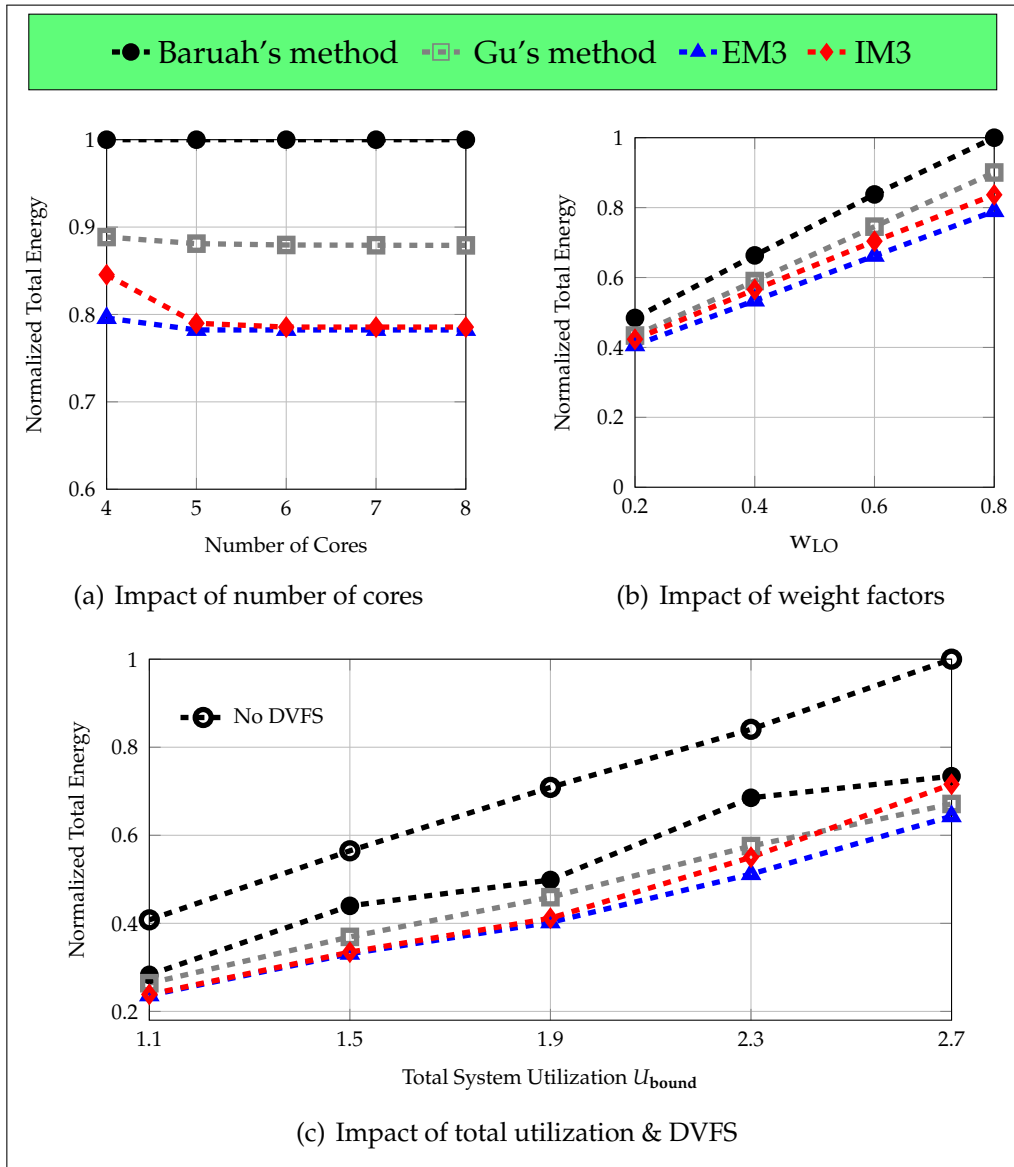 Baruah's method Gu's method EM3 IM3
1
0.9
0.8
0.7
0.6
4 5 6 7 8
Normalized Total Energy
Number of Cores
(a) Impact of number of cores
1
0.8
0.6
0.4
0.2
0
0.2 0.4 0.6 0.8
Normalized Total Energy
wLO
(b) Impact of weight factors
1
0.8
0.6
0.4
0.2
1.1 1.5 1.9 2.3 2.7
No DVFS
Normalized Total Energy
Total System Utilization Ubound
(c) Impact of total utilization & DVFS